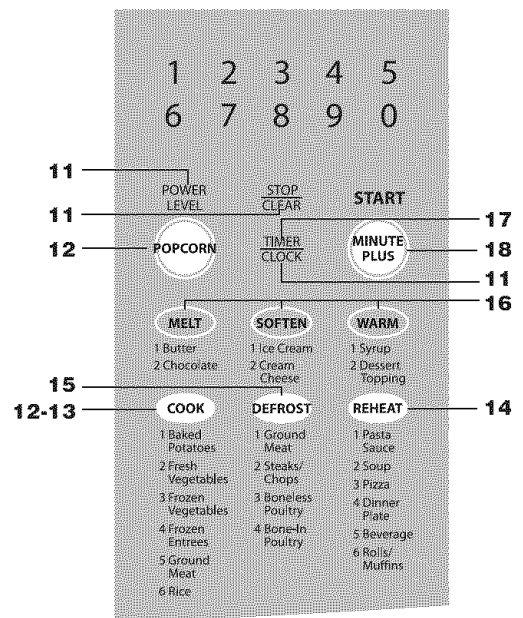 1 2 3 4 5
6 7 8 9 0
11
POWER
LEVEL
STOP
CLEAR
START
11
12
POPCORN
TIMER
CLOCK
MINUTE
PLUS
17
18
11
16
MELT
1 Butter
2 Chocolate
SOFTEN
1 Ice Cream
2 Cream
Cheese
WARM
1 Syrup
2 Dessert
Topping
15
12-13
COOK
1 Baked
Potatoes
2 Fresh
Vegetables
3 Frozen
Vegetables
4 Frozen
Entrees
5 Ground
Meat
6 Rice
DEFROST
1 Ground
Meat
2 Steaks/
Chops
3 Boneless
Poultry
4 Bone-In
Poultry
REHEAT
14
1 Pasta
Sauce
2 Soup
3 Pizza
4 Dinner
Plate
5 Beverage
6 Rolls/
Muffins